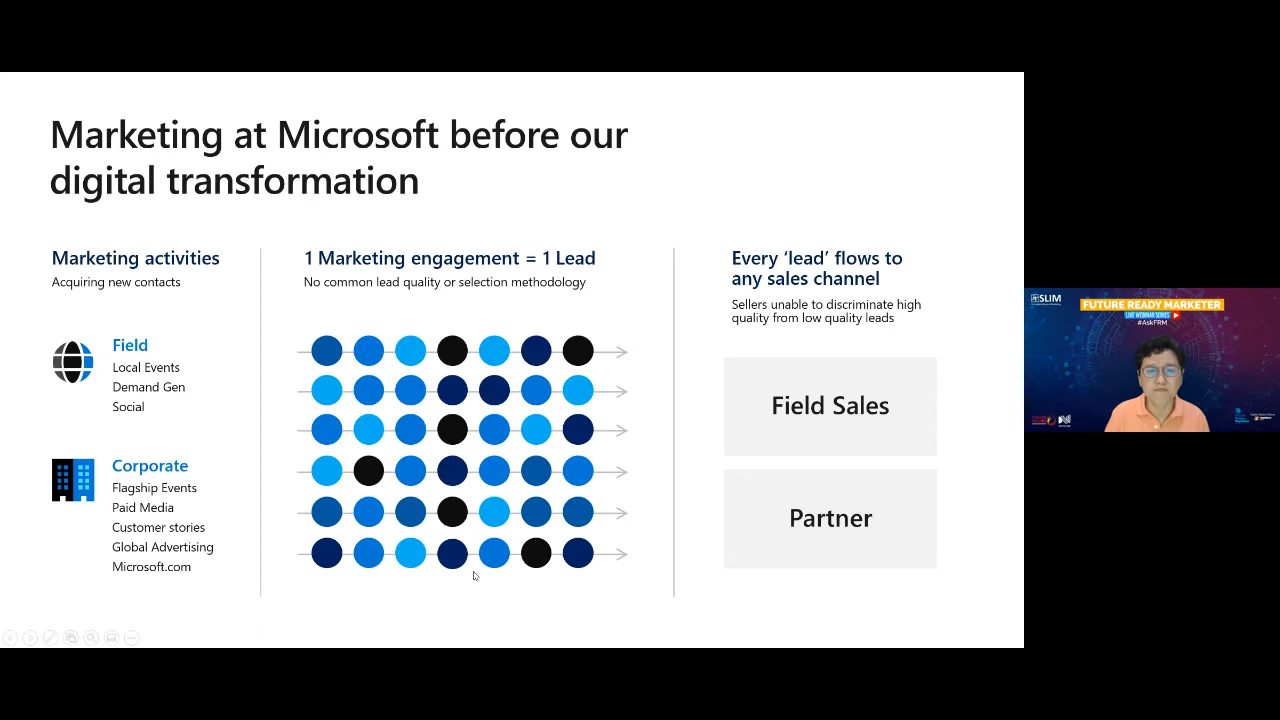 Marketing at Microsoft before our
digital transformation
Marketing activities
Acquiring new contacts
Field
Local Events
Demand Gen
Social
Corporate
Flagship Events
Paid Media
Customer stories
Global Advertising
Microsoft.com
1 Marketing engagement = 1 Lead
No common lead quality or selection methodology
Every ‘lead’ flows to
any sales channel
Sellers unable to discriminate high
quality from low quality leads
Field Sales
Partner
SLIM
FUTURE READY MARKETER
LIVE WEBINAR SERIES
#AskFRM